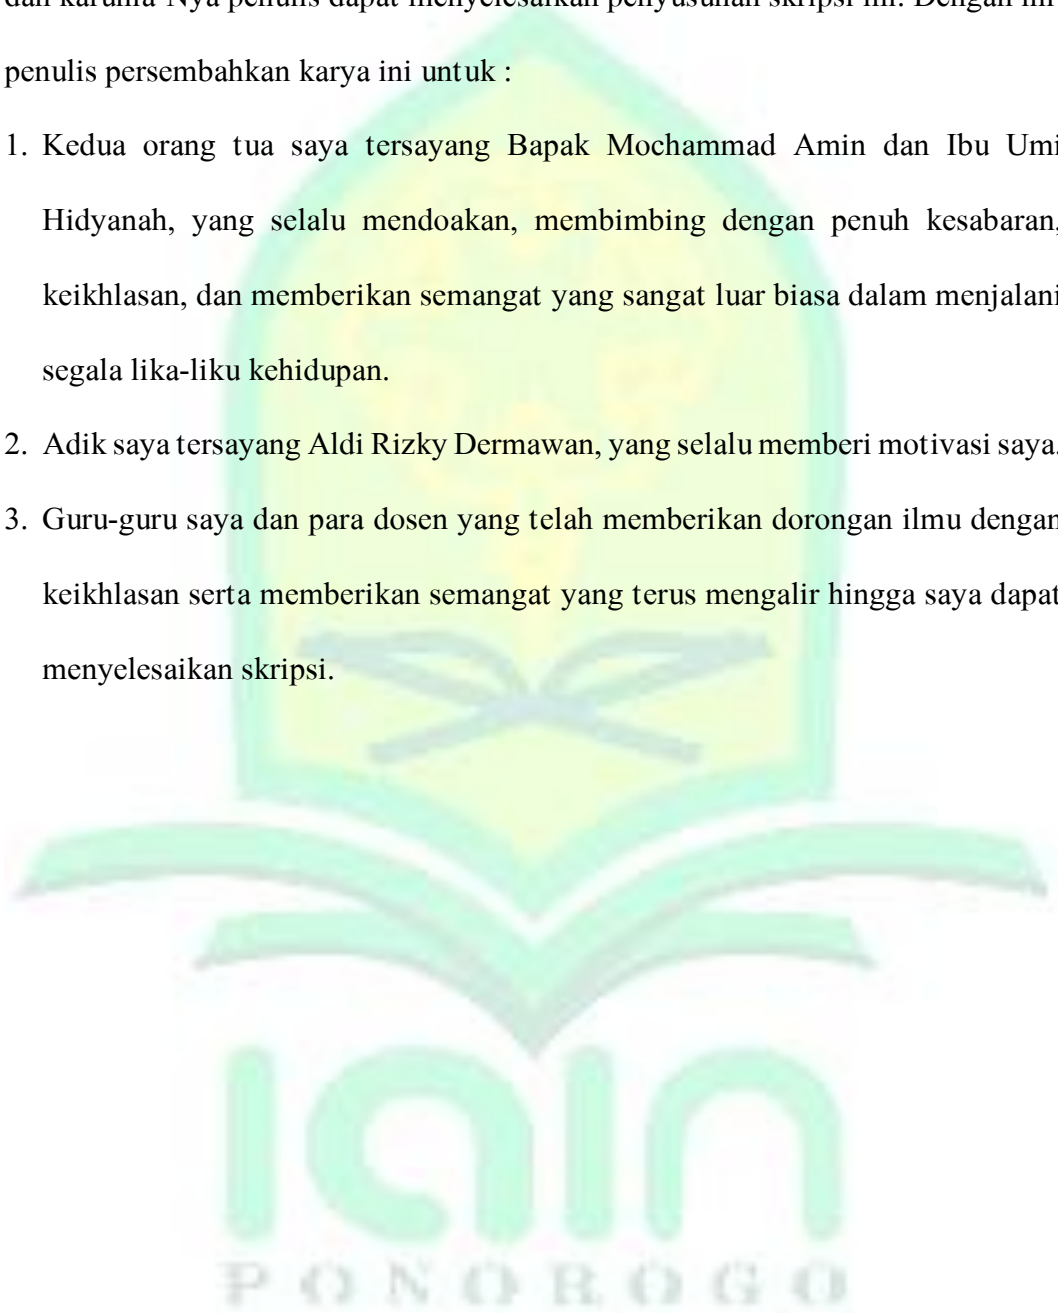 dan karunia-Nya penulis dapat menyelesaikan penyusunan skripsi ini. Dengan ini
penulis persembahkan karya ini untuk :
1. Kedua orang tua saya tersayang Bapak Mochammad Amin dan Ibu Umi
Hidyanah, yang selalu mendoakan, membimbing dengan penuh kesabaran,
keikhlasan, dan memberikan semangat yang sangat luar biasa dalam menjalani
segala lika-liku kehidupan.
2. Adik saya tersayang Aldi Rizky Dermawan, yang selalu memberi motivasi saya.
3. Guru-guru saya dan para dosen yang telah memberikan dorongan ilmu dengan
keikhlasan serta memberikan semangat yang terus mengalir hingga saya dapat
menyelesaikan skripsi.
iain
PONOROGO